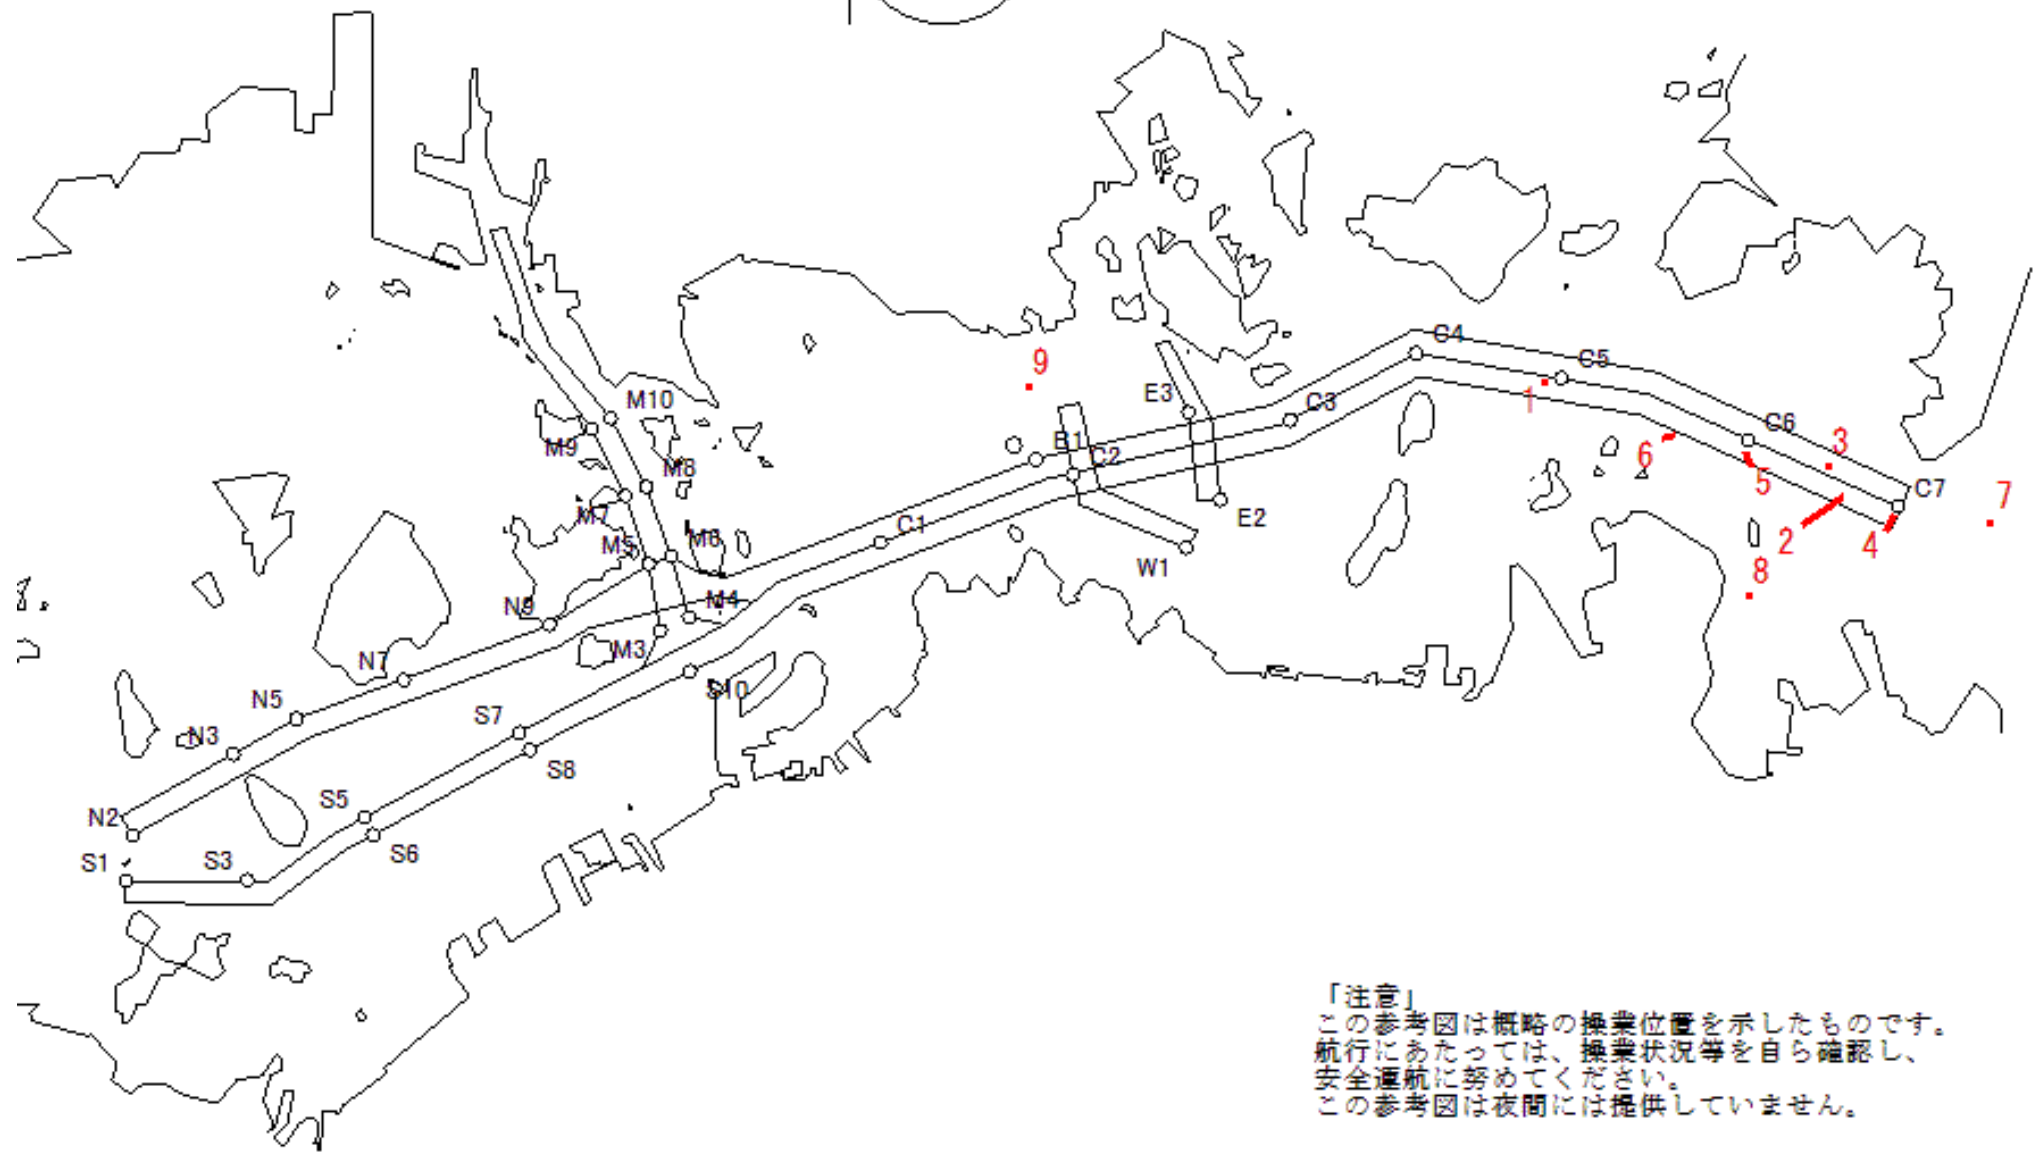 C4
C5
9
1
M10
E3
C3
C6
3
M9
B1
6
M8
C2
5
C7
7
M7
E2
M5
M6
C1
2
4
W1
8
N9
M4
M3
N7
S10
N5
S7
N3
S8
S5
N2
S6
S1
S3
「注意」
この参考図は概略の操業位置を示したものです。
航行にあたっては、操業状況等を自ら確認し、
安全運航に努めてください。
この参考図は夜間には提供していません。